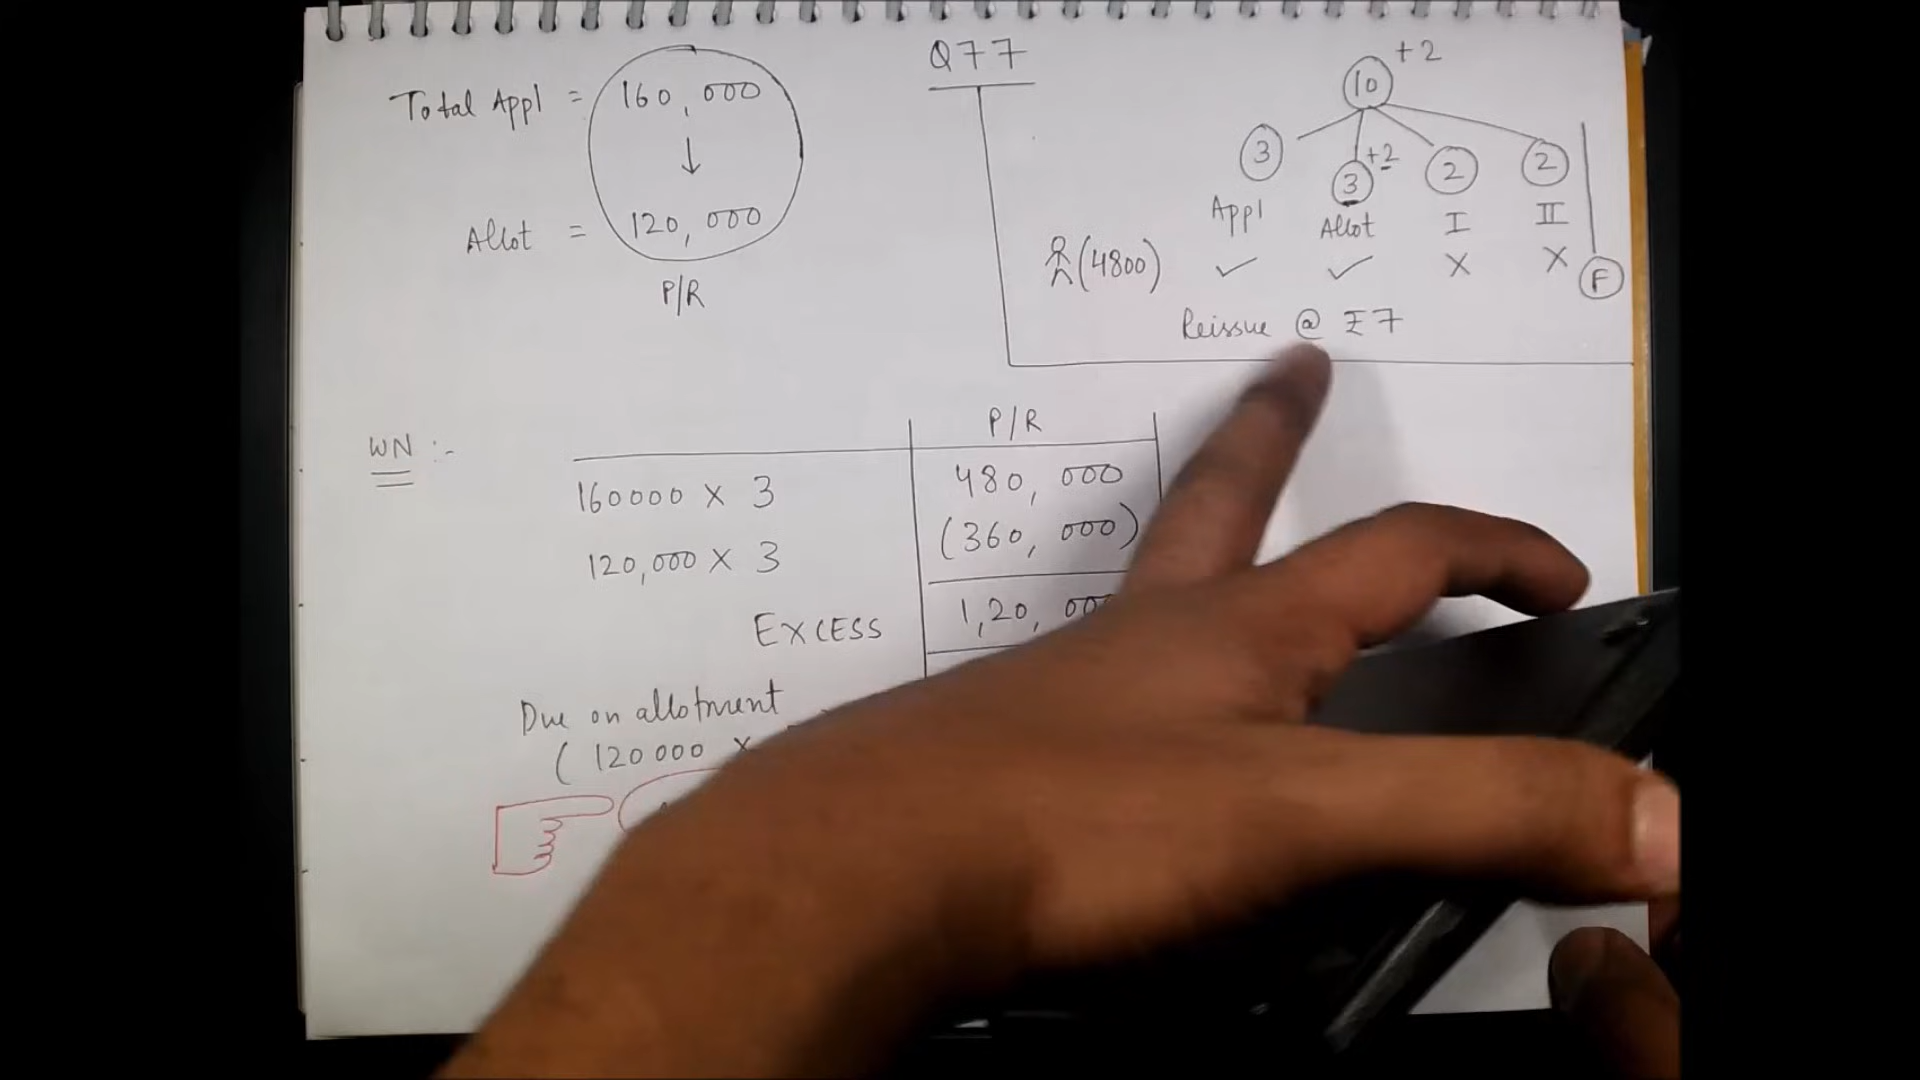 Q77
Total Appl = 160,000
↓
Allot = 120,000
P/R
10 +2
3 3 +2 2 2
Appl Allot I II
(4800) ✓ ✓ X X F
Reissue @ ₹7
WN :-
P/R
160000 X 3 480,000
120,000 X 3 (360,000)
EXCESS 1,20,000
Due on allotment
( 120000 X